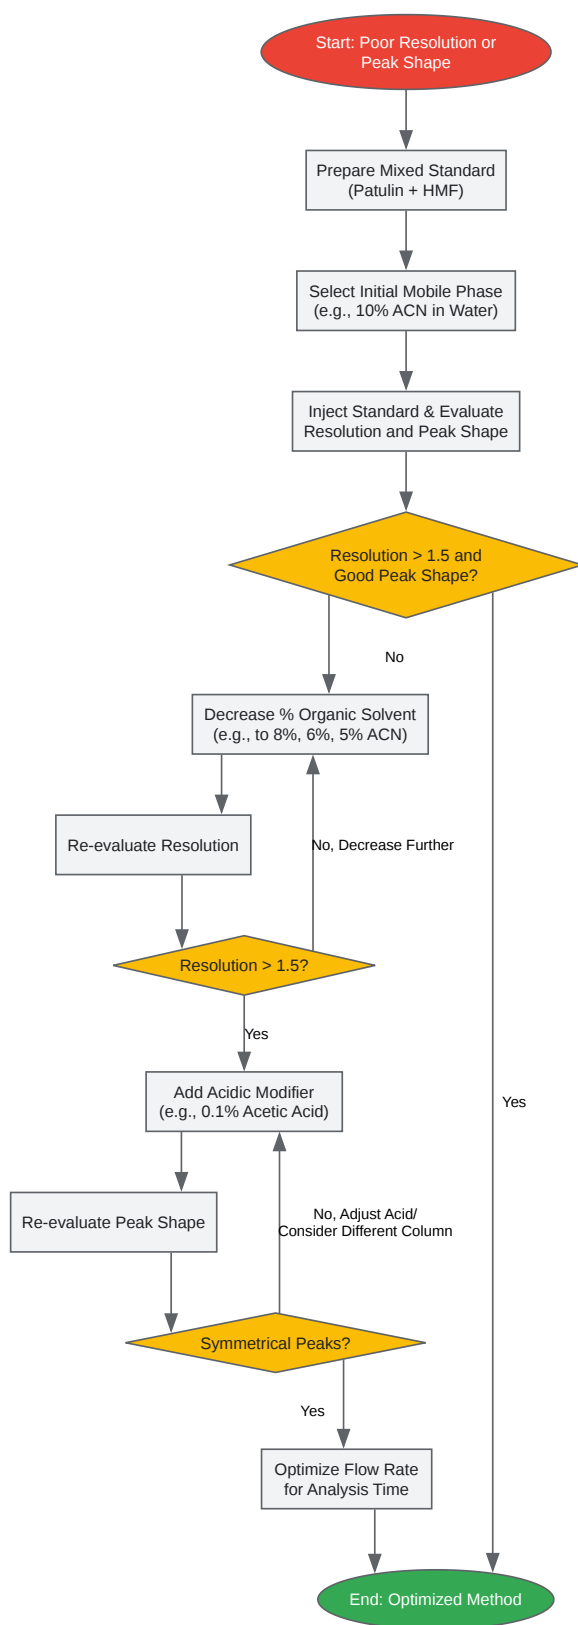 Start: Poor Resolution or
Peak Shape
Prepare Mixed Standard
(Patulin + HMF)
Select Initial Mobile Phase
(e.g., 10% ACN in Water)
Inject Standard & Evaluate
Resolution and Peak Shape
Resolution > 1.5 and
Good Peak Shape?
No
Decrease % Organic Solvent
(e.g., to 8%, 6%, 5% ACN)
Re-evaluate Resolution
No, Decrease Further
Resolution > 1.5?
Yes
Add Acidic Modifier
(e.g., 0.1% Acetic Acid)
Yes
Re-evaluate Peak Shape
No, Adjust Acid/
Consider Different Column
Symmetrical Peaks?
Yes
Optimize Flow Rate
for Analysis Time
End: Optimized Method